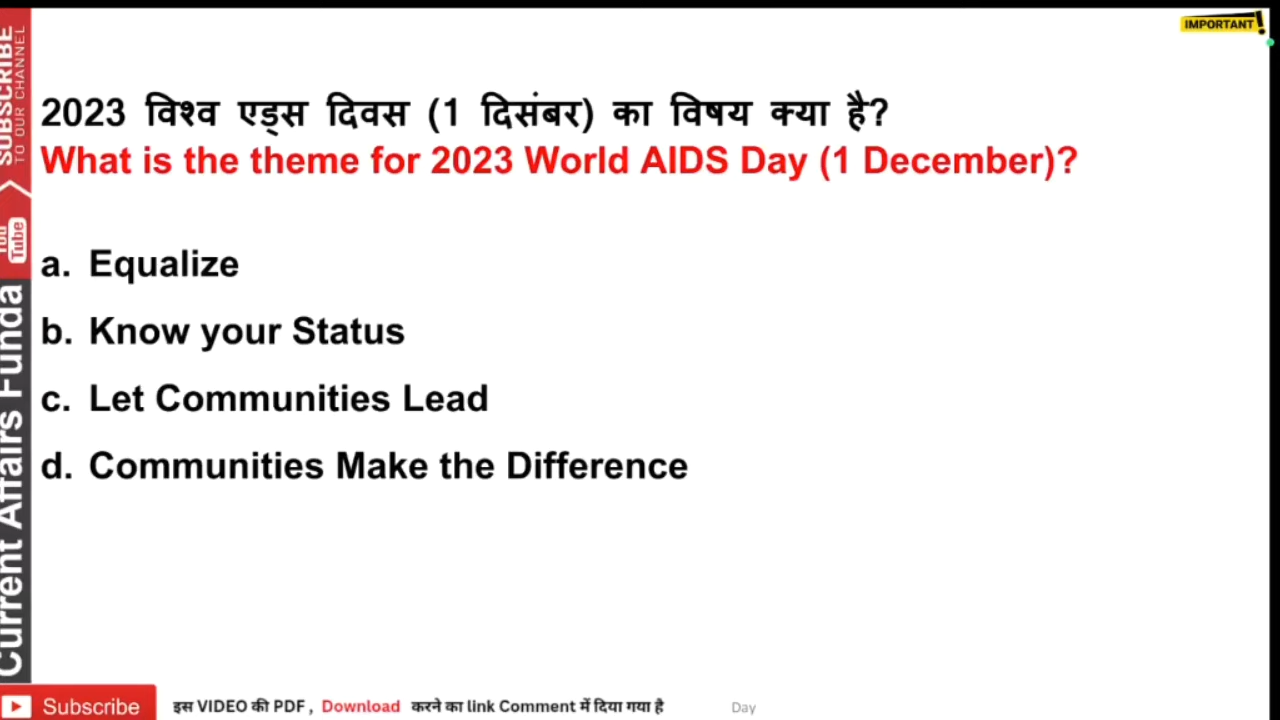 IMPORTANT!
SUBSCRIBE
TO OUR CHANNEL
You
Tube
Current Affairs Funda
2023 विश्व एड्स दिवस (1 दिसंबर) का विषय क्या है?
What is the theme for 2023 World AIDS Day (1 December)?
a. Equalize
b. Know your Status
c. Let Communities Lead
d. Communities Make the Difference
Subscribe
इस VIDEO की PDF, Download करने का link Comment में दिया गया है
Day